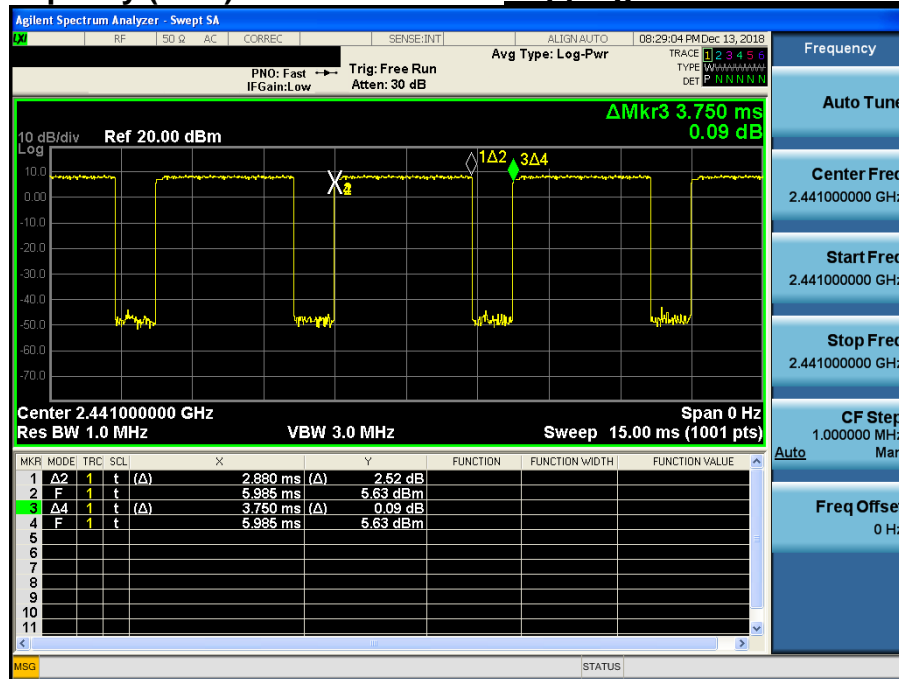 Agilent Spectrum Analyzer - Swept SA
LXI RF 50 Ω AC CORREC SENSE:INT ALIGN AUTO 08:29:04 PM Dec 13, 2018
Avg Type: Log-Pwr
TRACE 1 2 3 4 5 6
TYPE W
DET P N N N N N
PNO: Fast Trig: Free Run
IFGain:Low Atten: 30 dB
Frequency
Auto Tune
Center Freq
2.441000000 GHz
Start Freq
2.441000000 GHz
Stop Freq
2.441000000 GHz
CF Step
1.000000 MHz
Auto Man
Freq Offset
0 Hz
ΔMkr3 3.750 ms
0.09 dB
10 dB/div Ref 20.00 dBm
Log
10.0
0.00
-10.0
-20.0
-30.0
-40.0
-50.0
-60.0
-70.0
1Δ2 3Δ4
Center 2.441000000 GHz Span 0 Hz
Res BW 1.0 MHz VBW 3.0 MHz Sweep 15.00 ms (1001 pts)
MKR MODE TRC SCL X Y FUNCTION FUNCTION WIDTH FUNCTION VALUE
1 Δ2 1 t (Δ) 2.880 ms (Δ) 2.52 dB
2 F 1 t 5.985 ms 5.63 dBm
3 Δ4 1 t (Δ) 3.750 ms (Δ) 0.09 dB
4 F 1 t 5.985 ms 5.63 dBm
5
6
7
8
9
10
11
MSG STATUS